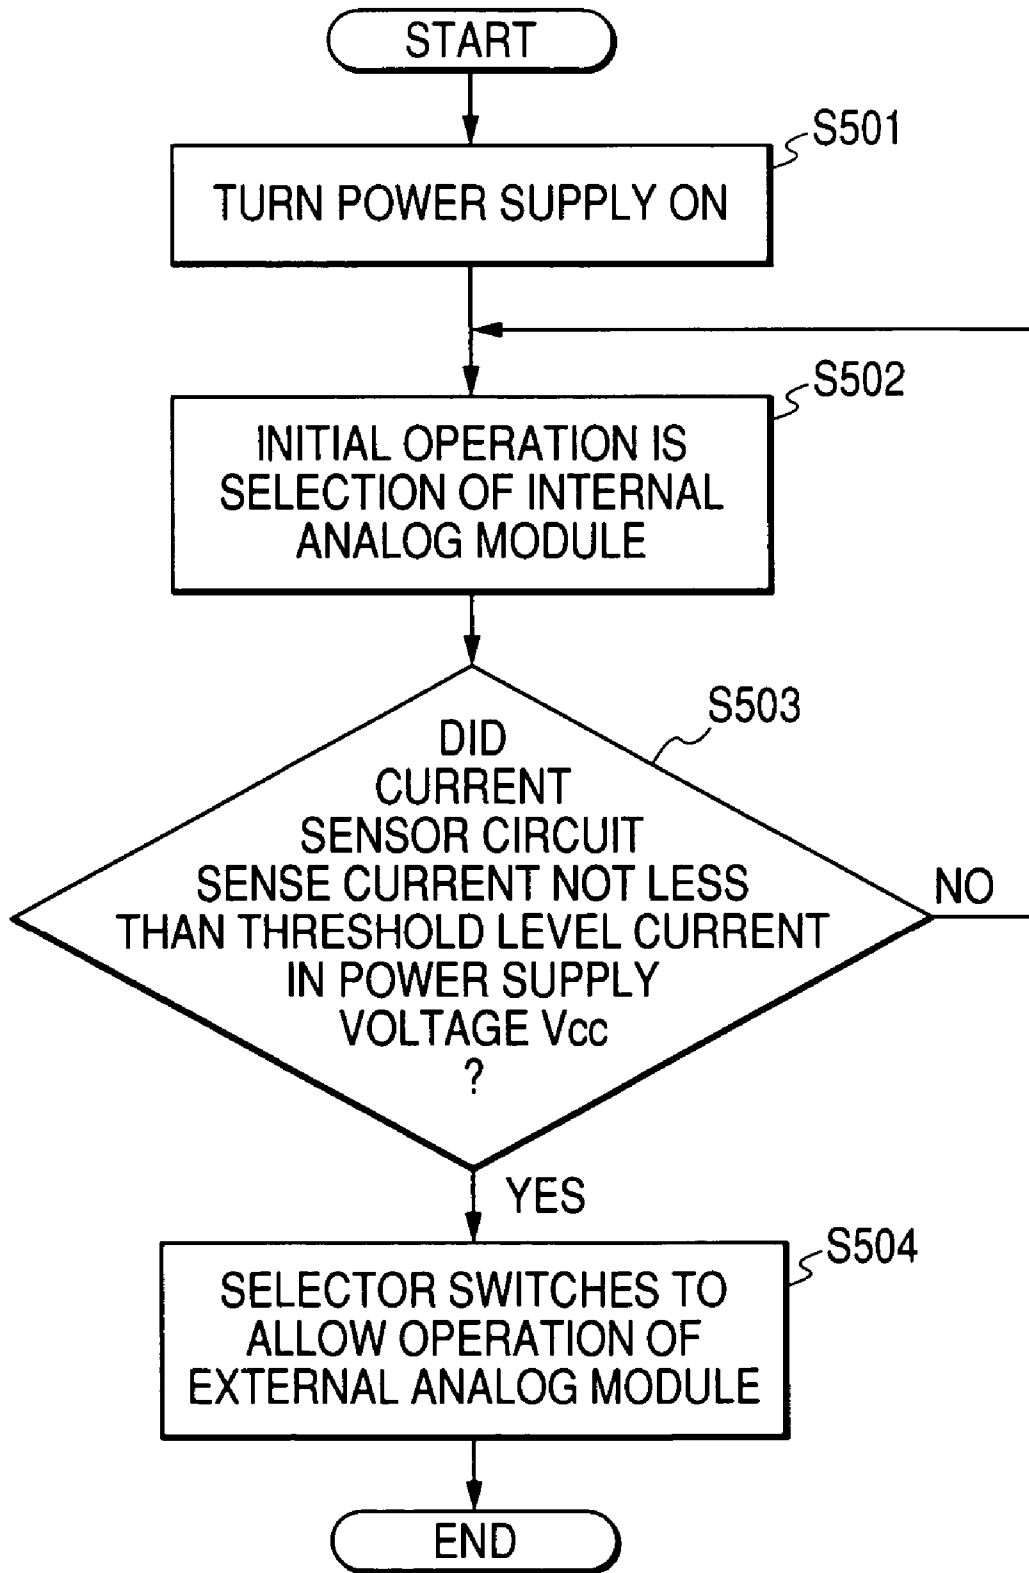 START
S501
TURN POWER SUPPLY ON
S502
INITIAL OPERATION IS
SELECTION OF INTERNAL
ANALOG MODULE
S503
DID
CURRENT
SENSOR CIRCUIT
SENSE CURRENT NOT LESS
THAN THRESHOLD LEVEL CURRENT
IN POWER SUPPLY
VOLTAGE Vcc
?
NO
YES
S504
SELECTOR SWITCHES TO
ALLOW OPERATION OF
EXTERNAL ANALOG MODULE
END